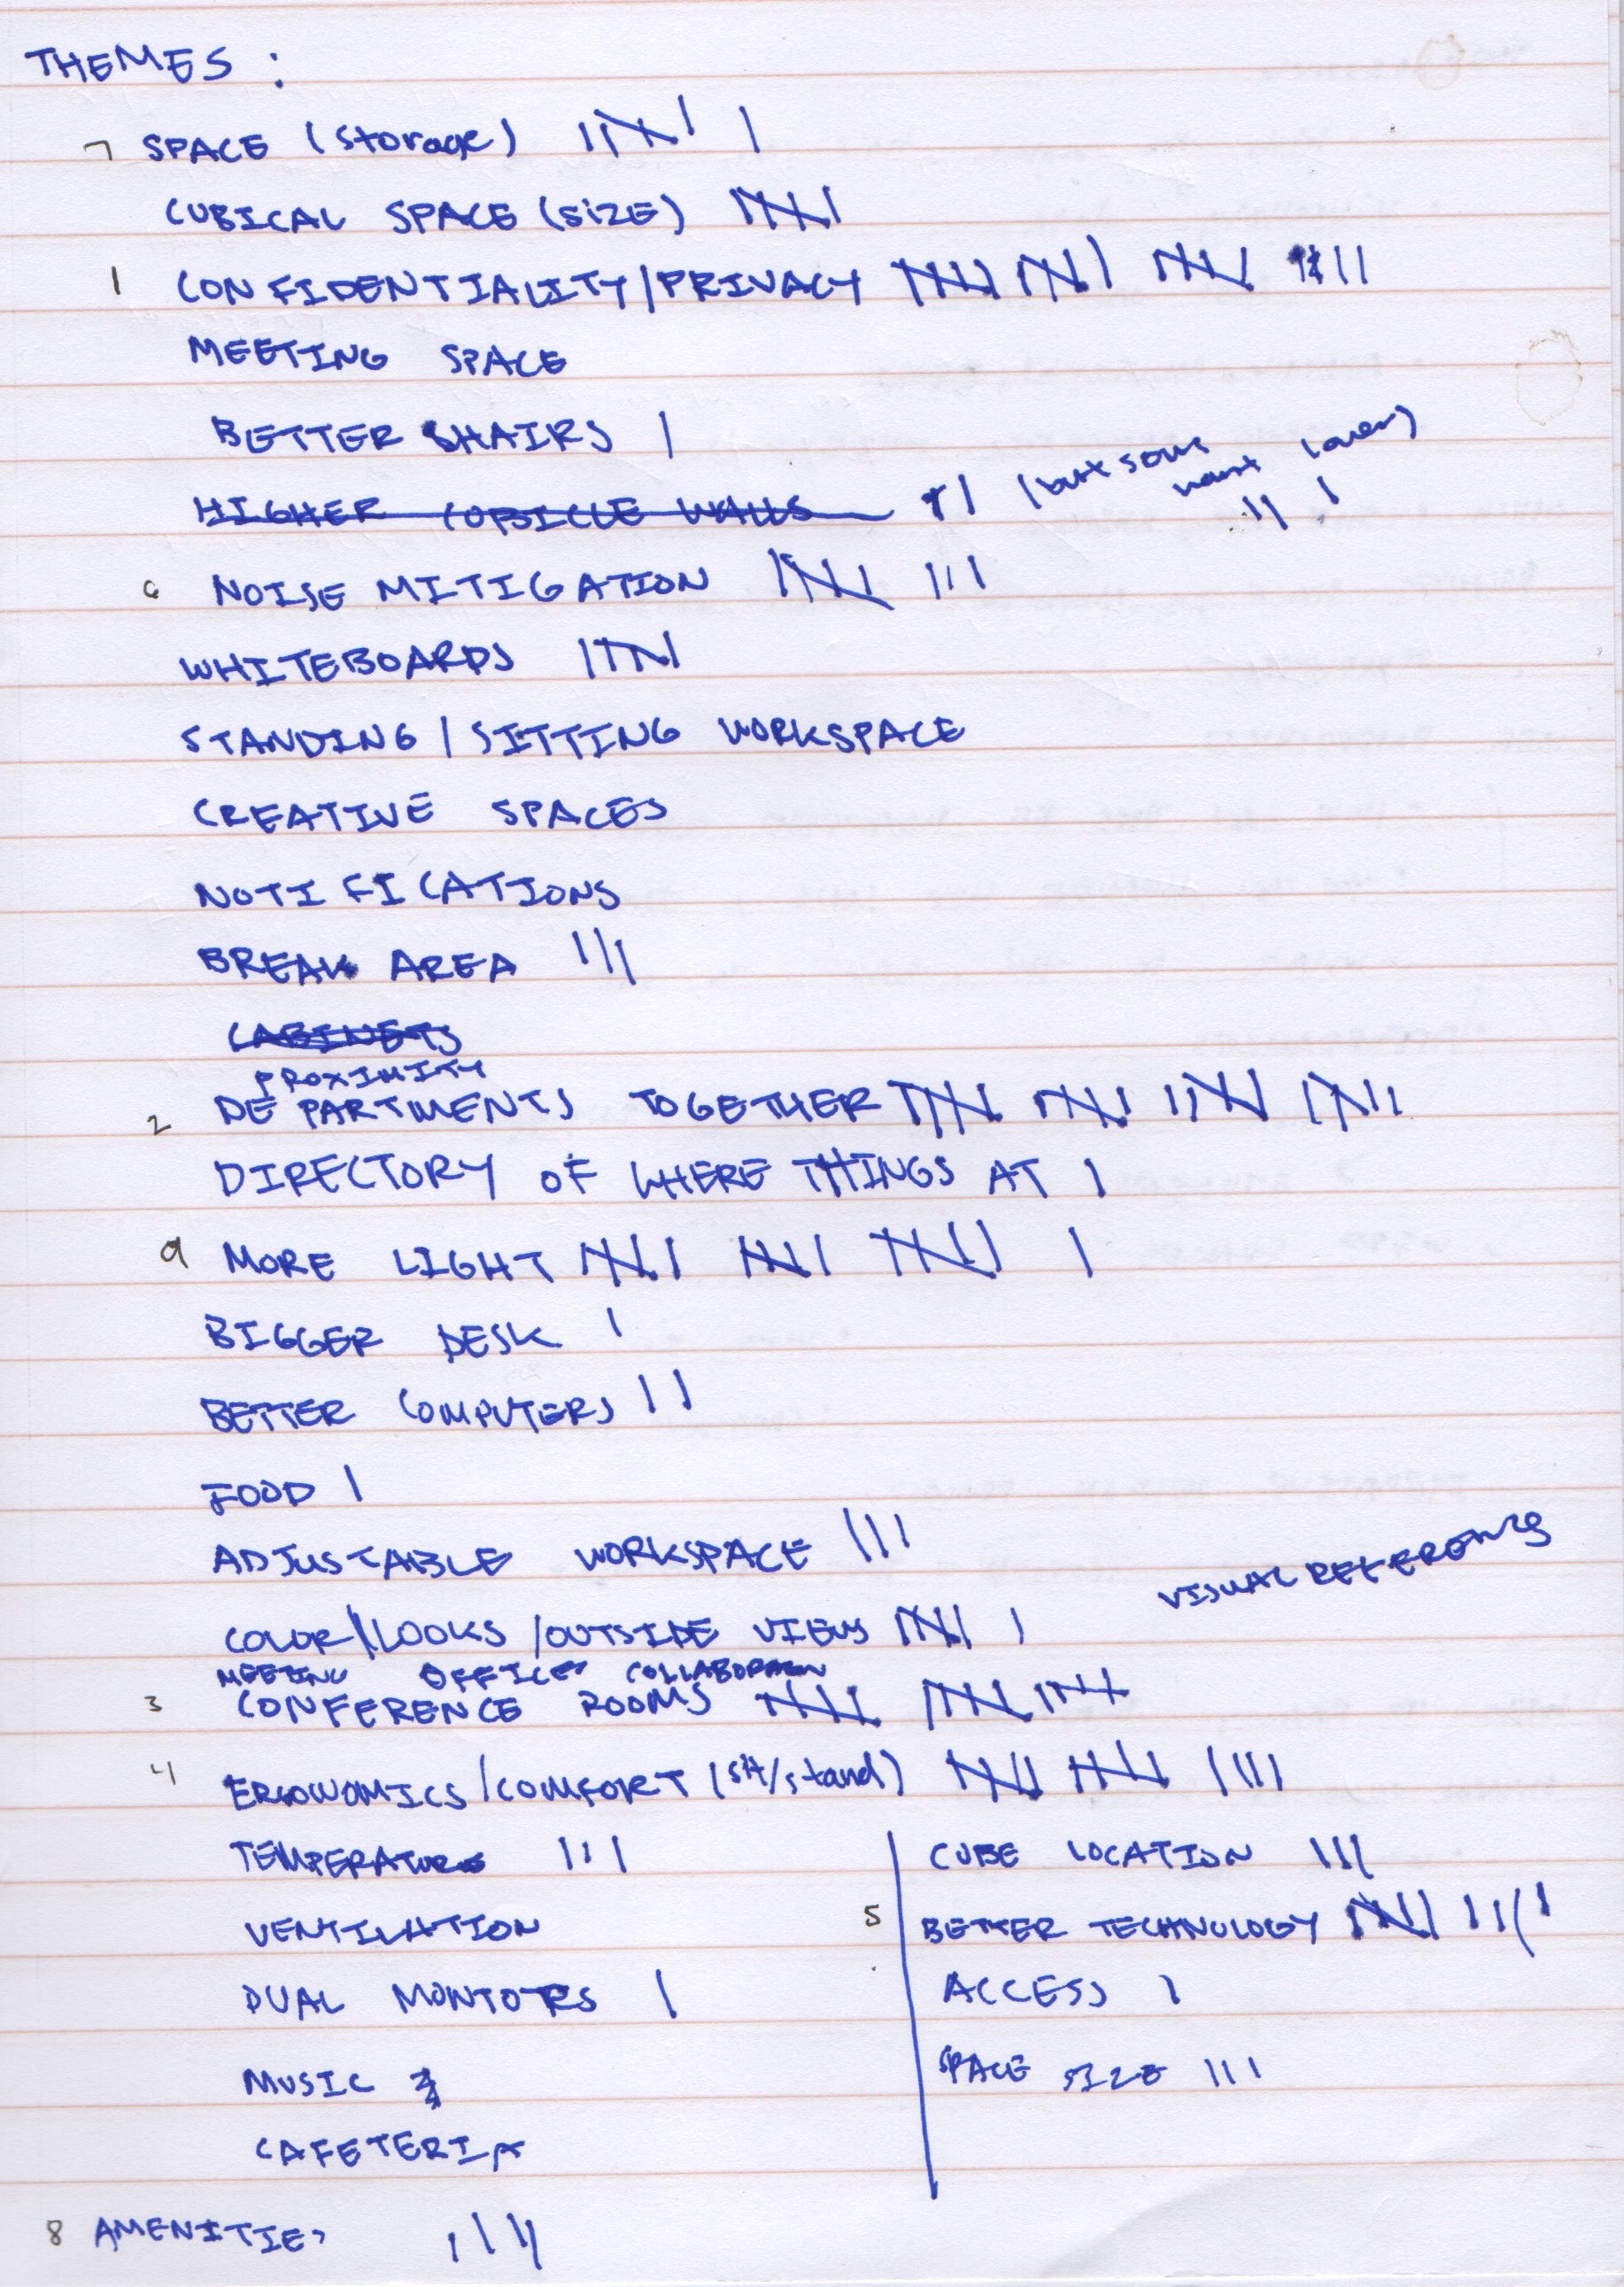 THEMES :
7 SPACE (storage) |||| |
CUBICAL SPACE (SIZE) ||||
1 CONFIDENTIALITY/PRIVACY |||| |||| |||| ||||
MEETING SPACE
BETTER CHAIRS |
HIGHER CUBICLE WALLS || (but some want lower) || |
6 NOISE MITIGATION |||| |||
WHITEBOARDS ||||
STANDING/SITTING WORKSPACE
CREATIVE SPACES
NOTIFICATIONS
BREAK AREA |||
CABINETS
PROXIMITY
2 DEPARTMENTS TOGETHER |||| |||| |||| ||||
DIRECTORY OF WHERE THINGS AT |
9 MORE LIGHT |||| |||| |||| |
BIGGER DESK |
BETTER COMPUTERS ||
FOOD |
ADJUSTABLE WORKSPACE |||
VISUAL REFERENCING
COLOR/LOOKS/OUTSIDE VIEWS |||| |
MEETING OFFICE COLLABORATION
3 CONFERENCE ROOMS |||| |||| ||||
4 ERGONOMICS/COMFORT (sit/stand) |||| |||| ||||
TEMPERATURE |||
VENTILATION
DUAL MONTOTRS |
MUSIC
CAFETERIA
CUBE LOCATION |||
5 BETTER TECHNOLOGY |||| ||||
ACCESS |
SPACE SIZE |||
8 AMENITIES ||||